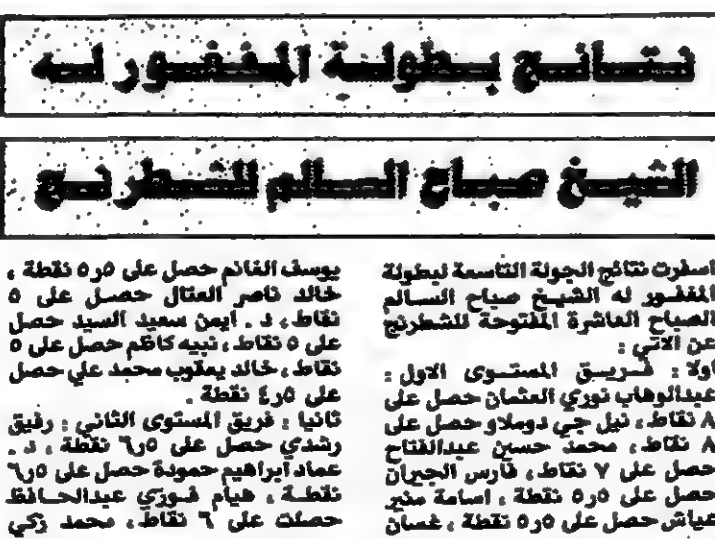 نتائج بطولة المغفور له
الشيخ صباح السالم للشطرنج
اسفرت نتائج الجولة التاسعة لبطولة
المغفور له الشيخ صباح السالم
الصباح العاشرة المفتوحة للشطرنج
عن الاتي :
اولا : فريق المستوى الاول :
عبدالوهاب نوري العثمان حصل على
٨ نقاط ، نيل جي دوملاو حصل على
٨ نقاط ، محمد حسين عبدالفتاح
حصل على ٧ نقاط ، فارس الجيران
حصل على ٥ر٥ نقطة ، اسامة منير
عياش حصل على ٥ر٥ نقطة ، غسان
يوسف الغانم حصل على ٥ر٥ نقطة ،
خالد ناصر العتال حصل على ٥
نقاط ، د . ايمن سعيد السيد حصل
على ٥ نقاط ، نبيه كاظم حصل على ٥
نقاط ، خالد يعقوب محمد علي حصل
على ٥ر٤ نقطة .
ثانيا : فريق المستوى الثاني : رفيق
رشدي حصل على ٥ر٦ نقطة ، د .
عماد ابراهيم حمودة حصل على ٥ر٦
نقطة ، هيام فوزي عبدالحافظ
حصلت على ٦ نقاط ، محمد زكي